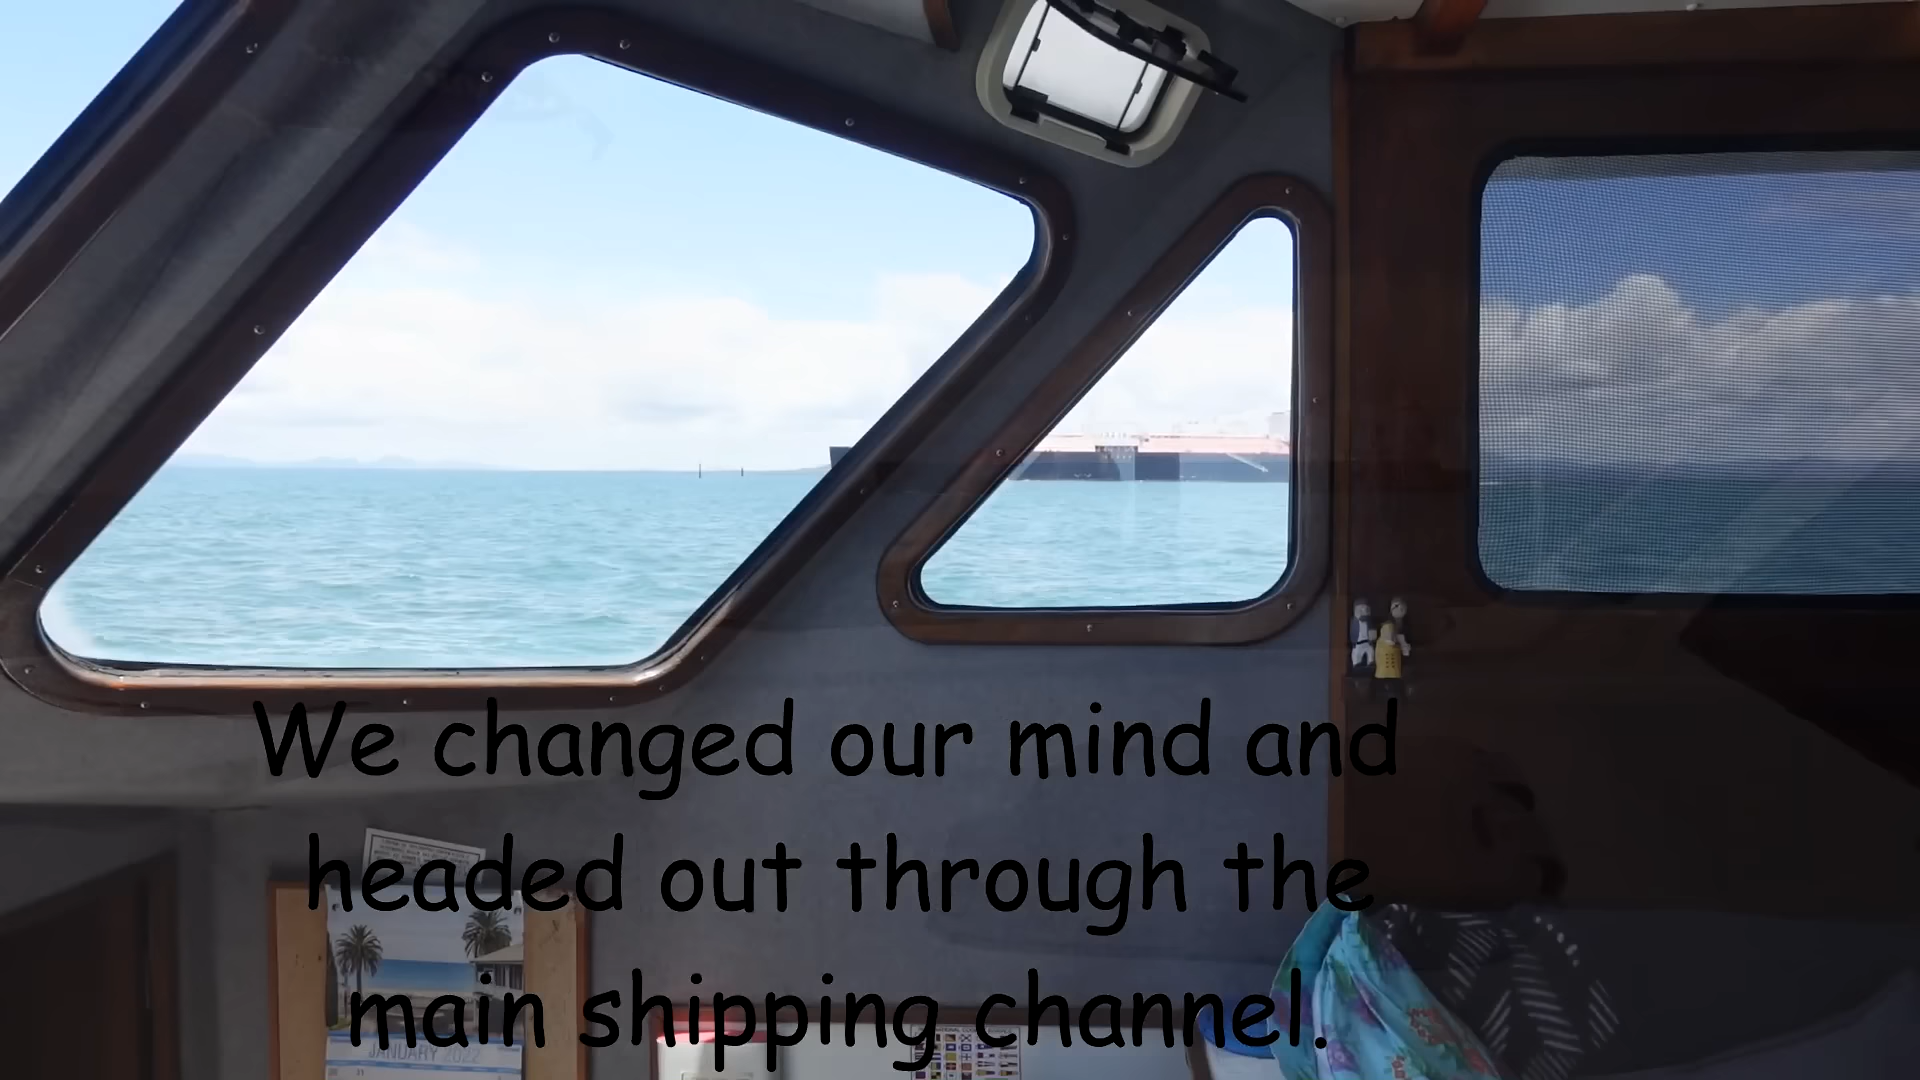 We changed our mind and
headed out through the
main shipping channel.
JANUARY 2022